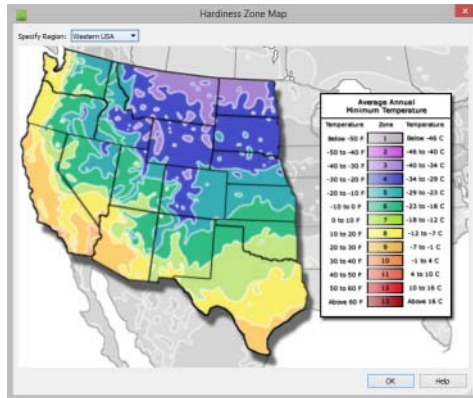 Hardiness Zone Map
Specify Region: Western USA
Average Annual
Minimum Temperature
Temperature Zone Temperature
Below -50 F 1 Below -46 C
-50 to -40 F 2 -46 to -40 C
-40 to -30 F 3 -40 to -34 C
-30 to -20 F 4 -34 to -29 C
-20 to -10 F 5 -29 to -23 C
-10 to 0 F 6 -23 to -18 C
0 to 10 F 7 -18 to -12 C
10 to 20 F 8 -12 to -7 C
20 to 30 F 9 -7 to -1 C
30 to 40 F 10 -1 to 4 C
40 to 50 F 11 4 to 10 C
50 to 60 F 12 10 to 16 C
Above 60 F 13 Above 16 C
OK Help